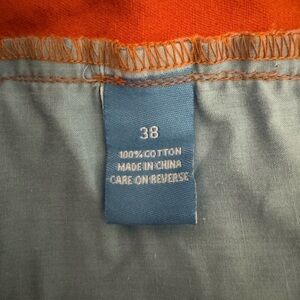 38
100% COTTON
MADE IN CHINA
CARE ON REVERSE